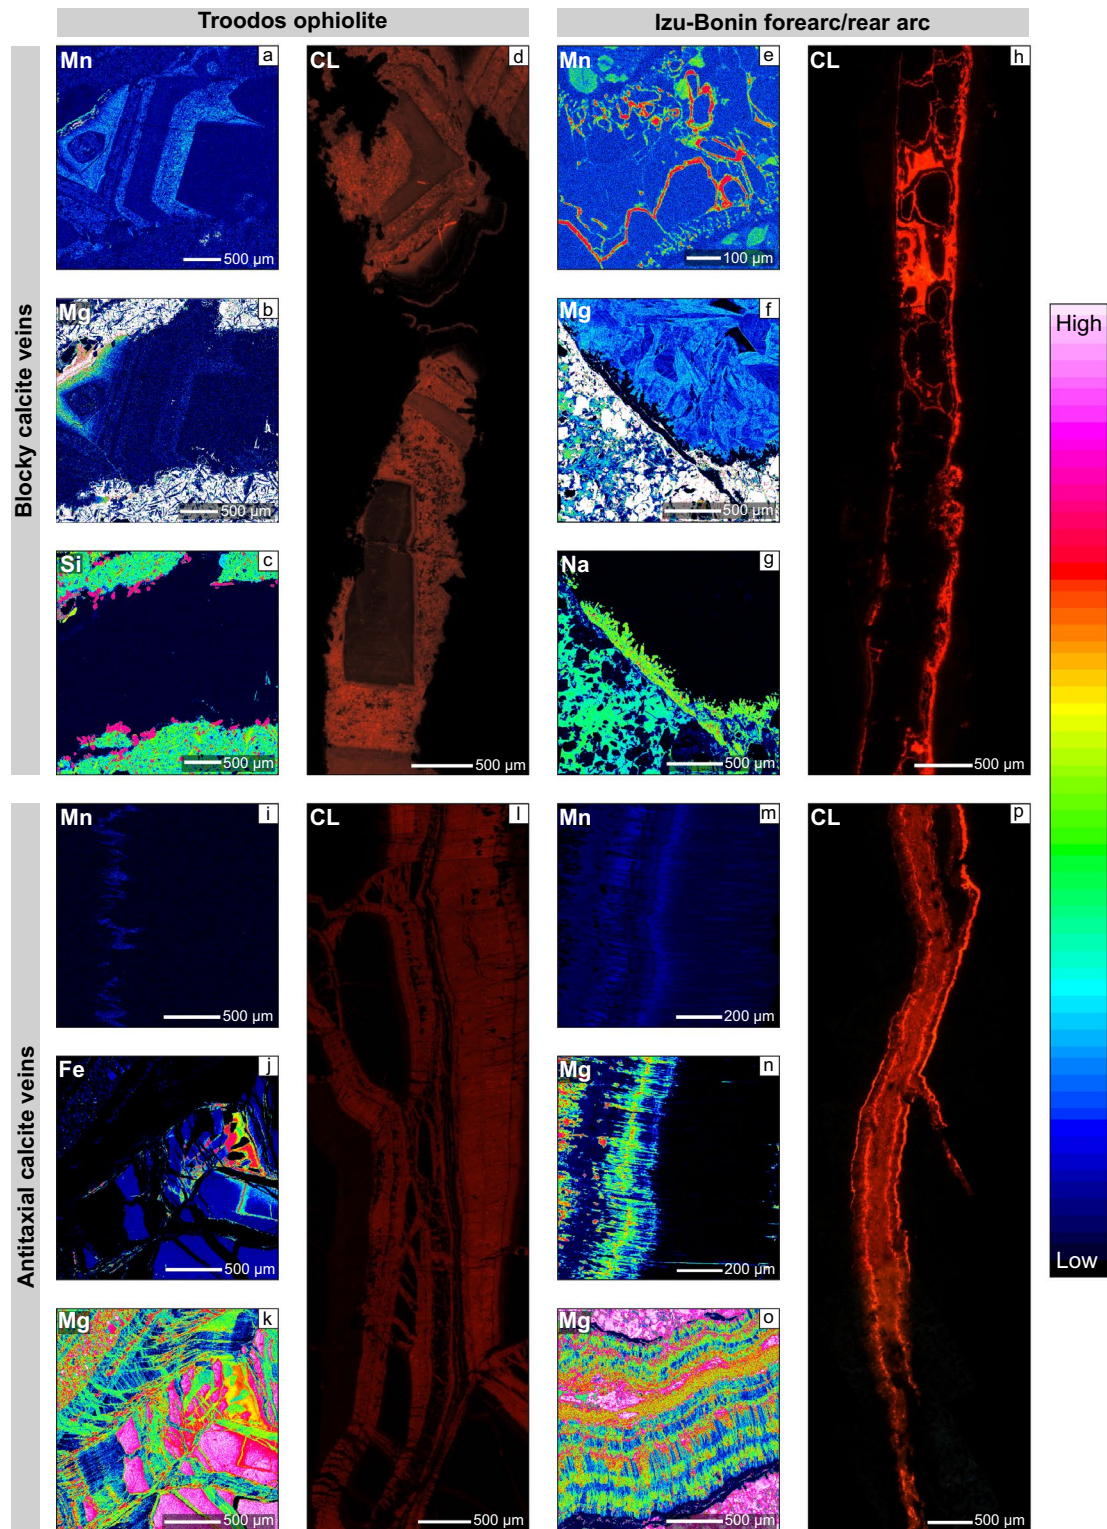 Troodos ophiolite
Izu-Bonin forearc/rear arc
Blocky calcite veins
Mn
a
500 µm
CL
d
500 µm
Mn
e
100 µm
CL
h
500 µm
Mg
b
500 µm
Mg
f
500 µm
Si
c
500 µm
Na
g
500 µm
High
Low
Antitaxial calcite veins
Mn
i
500 µm
CL
l
500 µm
Mn
m
200 µm
CL
p
500 µm
Fe
j
500 µm
Mg
n
200 µm
Mg
k
500 µm
Mg
o
500 µm